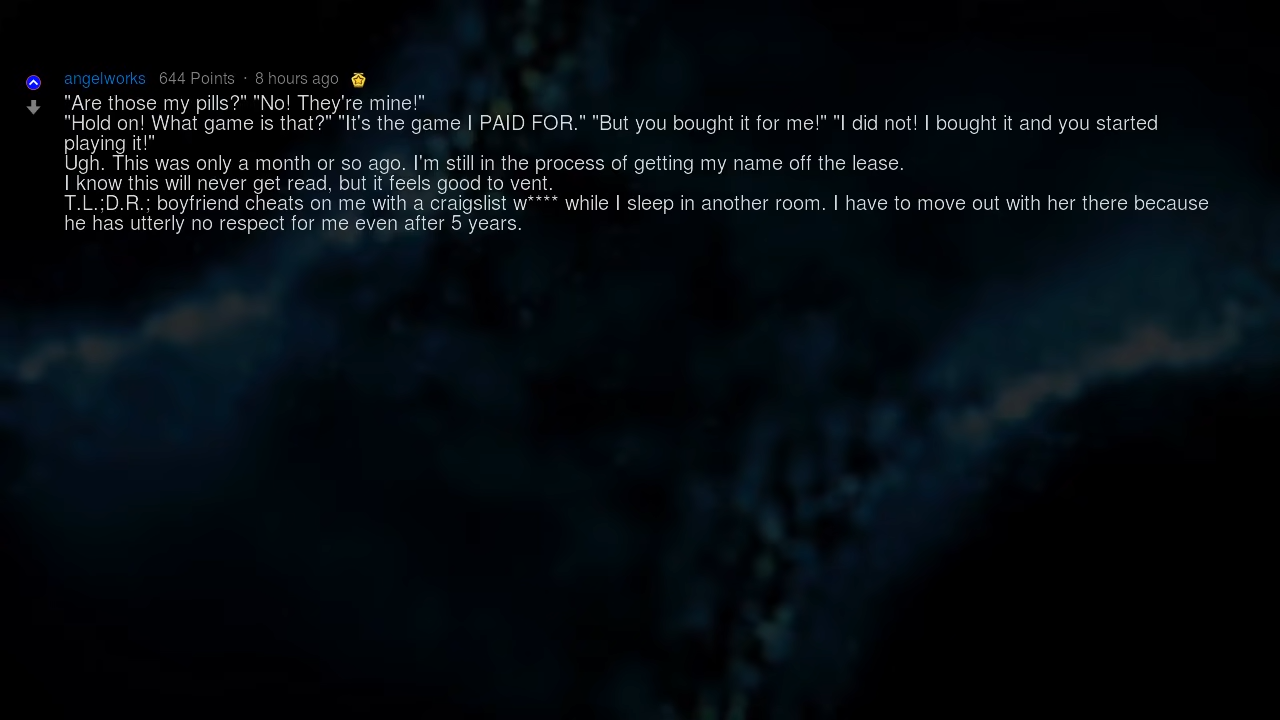 angelworks 644 Points · 8 hours ago
"Are those my pills?" "No! They're mine!"
"Hold on! What game is that?" "It's the game I PAID FOR." "But you bought it for me!" "I did not! I bought it and you started
playing it!"
Ugh. This was only a month or so ago. I'm still in the process of getting my name off the lease.
I know this will never get read, but it feels good to vent.
T.L.;D.R.; boyfriend cheats on me with a craigslist w**** while I sleep in another room. I have to move out with her there because
he has utterly no respect for me even after 5 years.